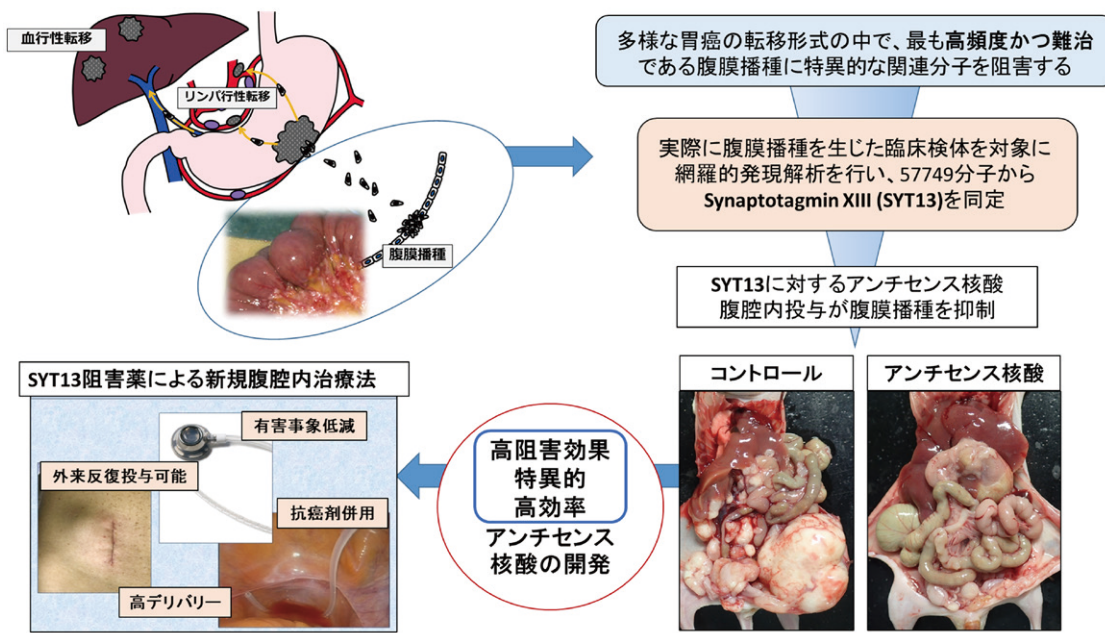 血行性転移
リンパ行性転移
腹膜播種
多様な胃癌の転移形式の中で、最も高頻度かつ難治
である腹膜播種に特異的な関連分子を阻害する
実際に腹膜播種を生じた臨床検体を対象に
網羅的発現解析を行い、57749分子から
Synaptotagmin XIII (SYT13)を同定
SYT13に対するアンチセンス核酸
腹腔内投与が腹膜播種を抑制
コントロール
アンチセンス核酸
高阻害効果
特異的
高効率
アンチセンス
核酸の開発
SYT13阻害薬による新規腹腔内治療法
有害事象低減
外来反復投与可能
抗癌剤併用
高デリバリー